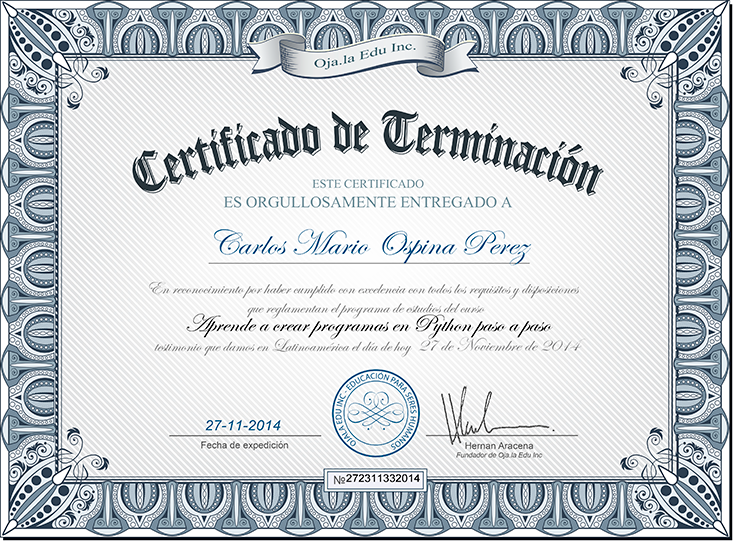 Oja.la Edu Inc.
Certificado de Terminación
ESTE CERTIFICADO
ES ORGULLOSAMENTE ENTREGADO A
Carlos Mario Ospina Perez
En reconocimiento por haber cumplido con excelencia con todos los requisitos y disposiciones
que reglamentan el programa de estudios del curso
Aprende a crear programas en Python paso a paso
testimonio que damos en Latinoamérica el día de hoy 27 de Noviembre de 2014
27-11-2014
Fecha de expedición
OJALA EDU INC - EDUCACIÓN PARA SERES HUMANOS
Hernan Aracena
Fundador de Oja.la Edu Inc
№272311332014